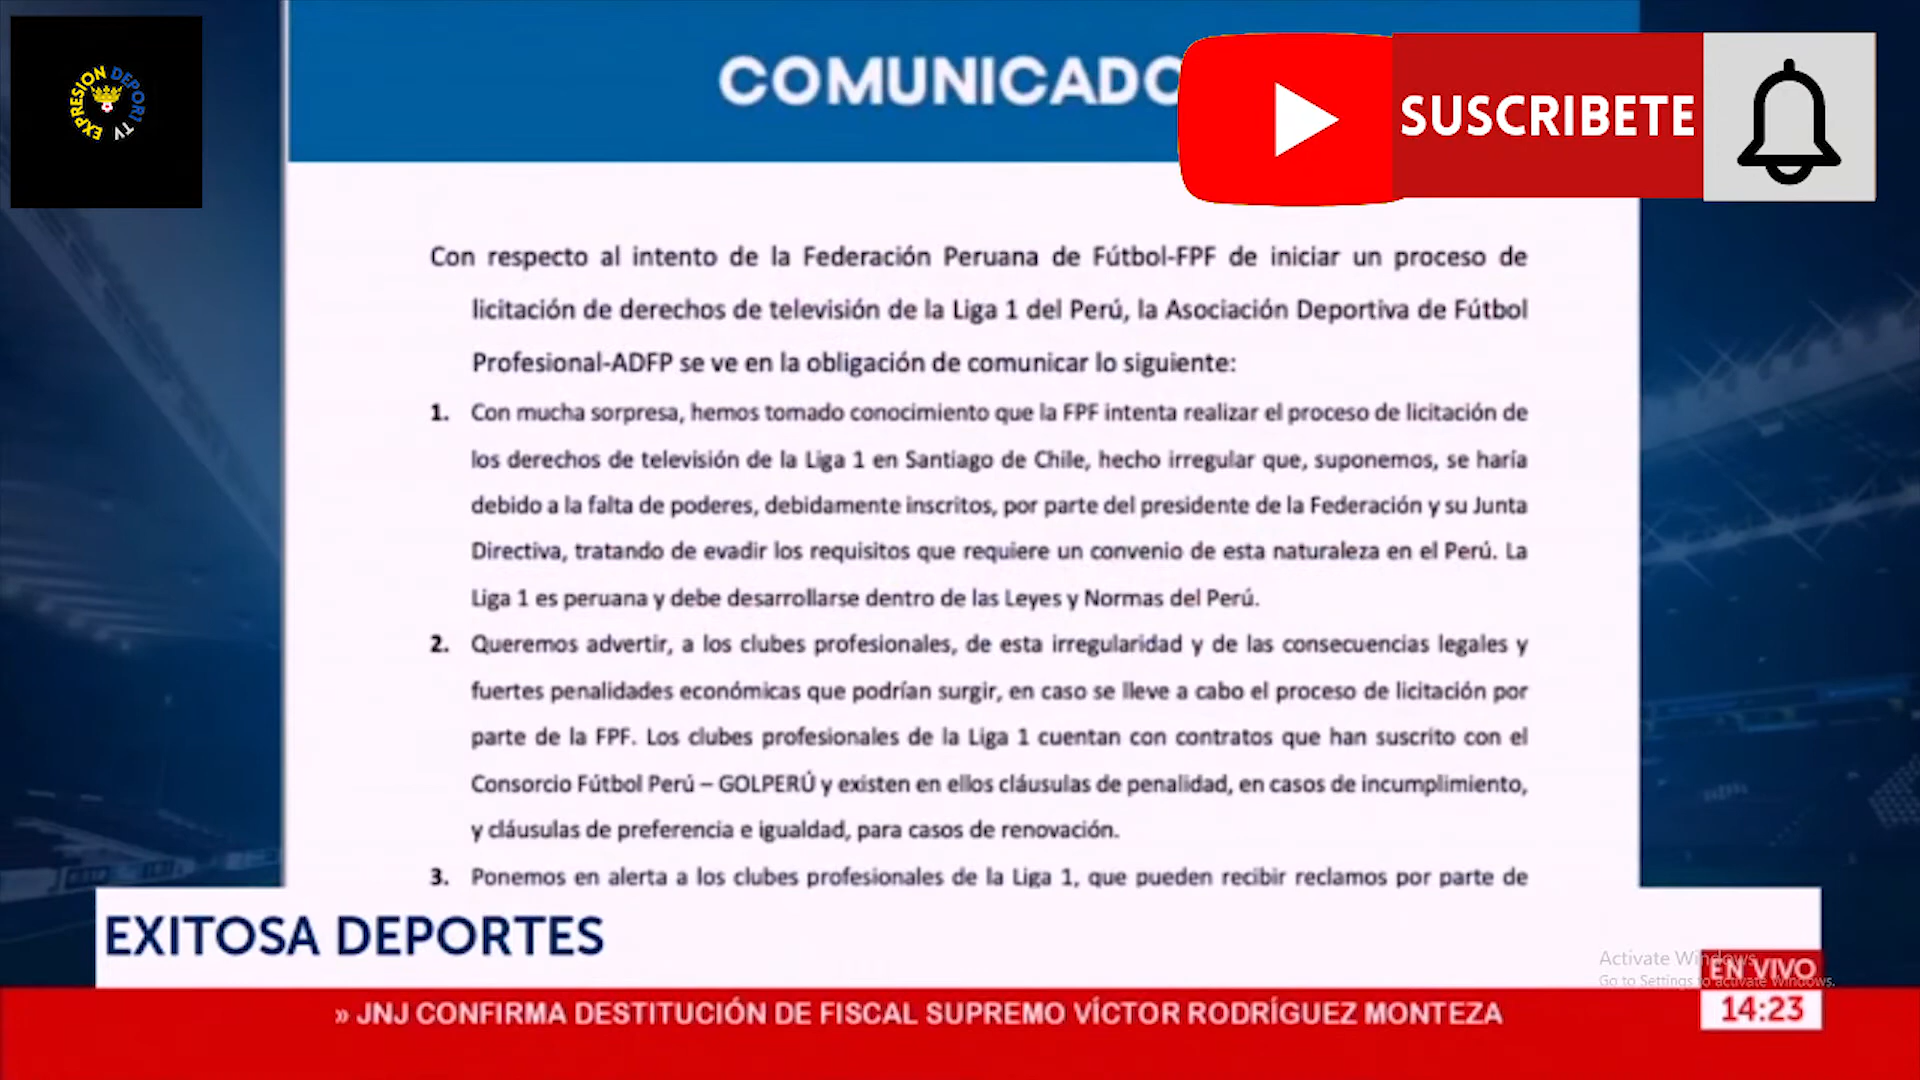 EXPRESION DEPORTI TV
COMUNICADO
SUSCRIBETE
Con respecto al intento de la Federación Peruana de Fútbol-FPF de iniciar un proceso de
licitación de derechos de televisión de la Liga 1 del Perú, la Asociación Deportiva de Fútbol
Profesional-ADFP se ve en la obligación de comunicar lo siguiente:
1. Con mucha sorpresa, hemos tomado conocimiento que la FPF intenta realizar el proceso de licitación de
los derechos de televisión de la Liga 1 en Santiago de Chile, hecho irregular que, suponemos, se haría
debido a la falta de poderes, debidamente inscritos, por parte del presidente de la Federación y su Junta
Directiva, tratando de evadir los requisitos que requiere un convenio de esta naturaleza en el Perú. La
Liga 1 es peruana y debe desarrollarse dentro de las Leyes y Normas del Perú.
2. Queremos advertir, a los clubes profesionales, de esta irregularidad y de las consecuencias legales y
fuertes penalidades económicas que podrían surgir, en caso se lleve a cabo el proceso de licitación por
parte de la FPF. Los clubes profesionales de la Liga 1 cuentan con contratos que han suscrito con el
Consorcio Fútbol Perú – GOLPERÚ y existen en ellos cláusulas de penalidad, en casos de incumplimiento,
y cláusulas de preferencia e igualdad, para casos de renovación.
3. Ponemos en alerta a los clubes profesionales de la Liga 1, que pueden recibir reclamos por parte de
EXITOSA DEPORTES
Activate Windows
Go to Settings to activate Windows.
EN VIVO
» JNJ CONFIRMA DESTITUCIÓN DE FISCAL SUPREMO VÍCTOR RODRÍGUEZ MONTEZA
14:23